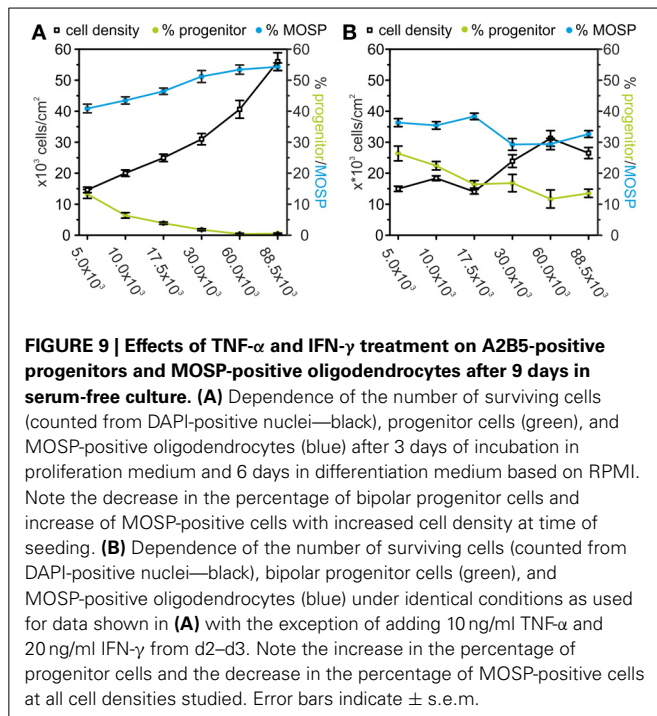 A cell density % progenitor % MOSP B
60 60 60 60
50 50 50 50
40 40 40 40
30 30 30 30
20 20 20 20
10 10 10 10
0 0 0 0
x10³ cells/cm²
% progenitor/MOSP
x*10³ cells/cm²
% progenitor/MOSP
5.0x10³ 10.0x10³ 17.5x10³ 30.0x10³ 60.0x10³ 88.5x10³
5.0x10³ 10.0x10³ 17.5x10³ 30.0x10³ 60.0x10³ 88.5x10³
FIGURE 9 | Effects of TNF-α and IFN-γ treatment on A2B5-positive
progenitors and MOSP-positive oligodendrocytes after 9 days in
serum-free culture. (A) Dependence of the number of surviving cells
(counted from DAPI-positive nuclei—black), progenitor cells (green), and
MOSP-positive oligodendrocytes (blue) after 3 days of incubation in
proliferation medium and 6 days in differentiation medium based on RPMI.
Note the decrease in the percentage of bipolar progenitor cells and
increase of MOSP-positive cells with increased cell density at time of
seeding. (B) Dependence of the number of surviving cells (counted from
DAPI-positive nuclei—black), bipolar progenitor cells (green), and
MOSP-positive oligodendrocytes (blue) under identical conditions as used
for data shown in (A) with the exception of adding 10 ng/ml TNF-α and
20 ng/ml IFN-γ from d2–d3. Note the increase in the percentage of
progenitor cells and the decrease in the percentage of MOSP-positive cells
at all cell densities studied. Error bars indicate ± s.e.m.